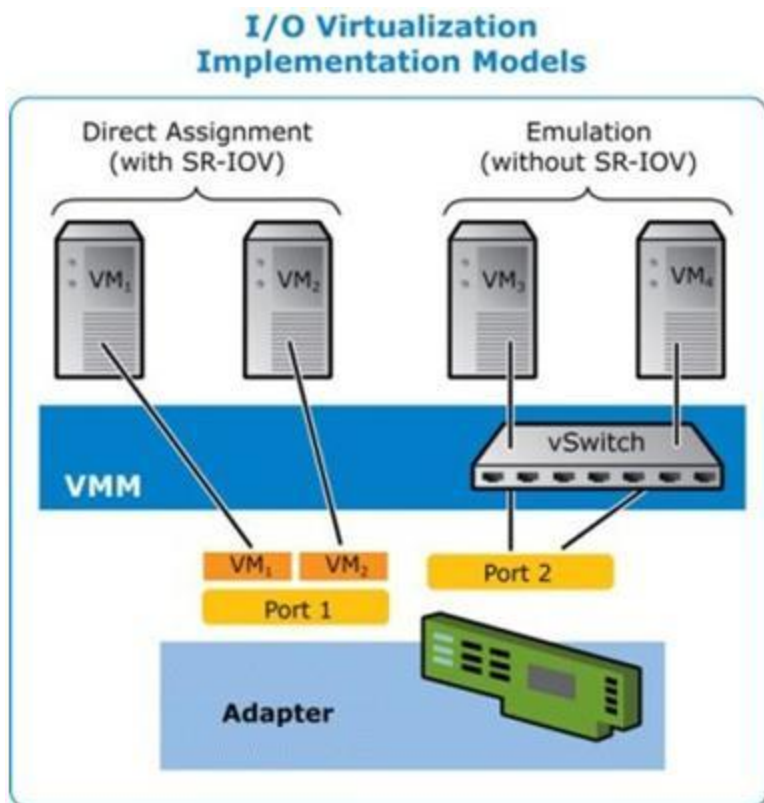 I/O Virtualization
Implementation Models
Direct Assignment
(with SR-IOV)
Emulation
(without SR-IOV)
VM₁
VM₂
VM₃
VM₄
vSwitch
VMM
VM₁
VM₂
Port 1
Port 2
Adapter